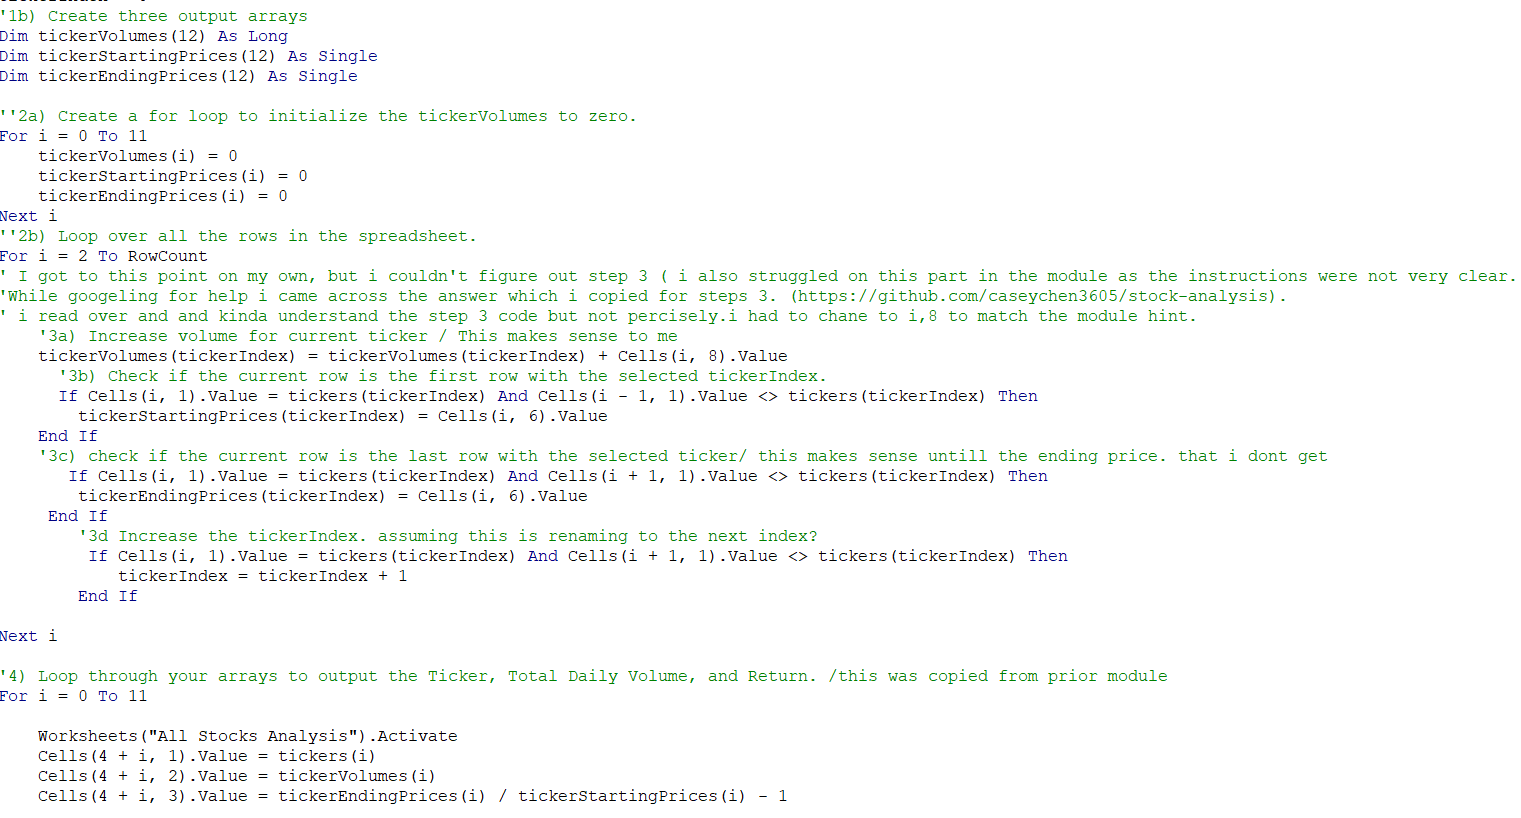 '1b) Create three output arrays
Dim tickerVolumes(12) As Long
Dim tickerStartingPrices(12) As Single
Dim tickerEndingPrices(12) As Single
''2a) Create a for loop to initialize the tickerVolumes to zero.
For i = 0 To 11
tickerVolumes(i) = 0
tickerStartingPrices(i) = 0
tickerEndingPrices(i) = 0
Next i
''2b) Loop over all the rows in the spreadsheet.
For i = 2 To RowCount
' I got to this point on my own, but i couldn't figure out step 3 ( i also struggled on this part in the module as the instructions were not very clear.
'While googeling for help i came across the answer which i copied for steps 3. (https://github.com/caseychen3605/stock-analysis).
' i read over and and kinda understand the step 3 code but not percisely.i had to chane to i,8 to match the module hint.
'3a) Increase volume for current ticker / This makes sense to me
tickerVolumes(tickerIndex) = tickerVolumes(tickerIndex) + Cells(i, 8).Value
'3b) Check if the current row is the first row with the selected tickerIndex.
If Cells(i, 1).Value = tickers(tickerIndex) And Cells(i - 1, 1).Value <> tickers(tickerIndex) Then
tickerStartingPrices(tickerIndex) = Cells(i, 6).Value
End If
'3c) check if the current row is the last row with the selected ticker/ this makes sense untill the ending price. that i dont get
If Cells(i, 1).Value = tickers(tickerIndex) And Cells(i + 1, 1).Value <> tickers(tickerIndex) Then
tickerEndingPrices(tickerIndex) = Cells(i, 6).Value
End If
'3d Increase the tickerIndex. assuming this is renaming to the next index?
If Cells(i, 1).Value = tickers(tickerIndex) And Cells(i + 1, 1).Value <> tickers(tickerIndex) Then
tickerIndex = tickerIndex + 1
End If
Next i
'4) Loop through your arrays to output the Ticker, Total Daily Volume, and Return. /this was copied from prior module
For i = 0 To 11
Worksheets("All Stocks Analysis").Activate
Cells(4 + i, 1).Value = tickers(i)
Cells(4 + i, 2).Value = tickerVolumes(i)
Cells(4 + i, 3).Value = tickerEndingPrices(i) / tickerStartingPrices(i) - 1